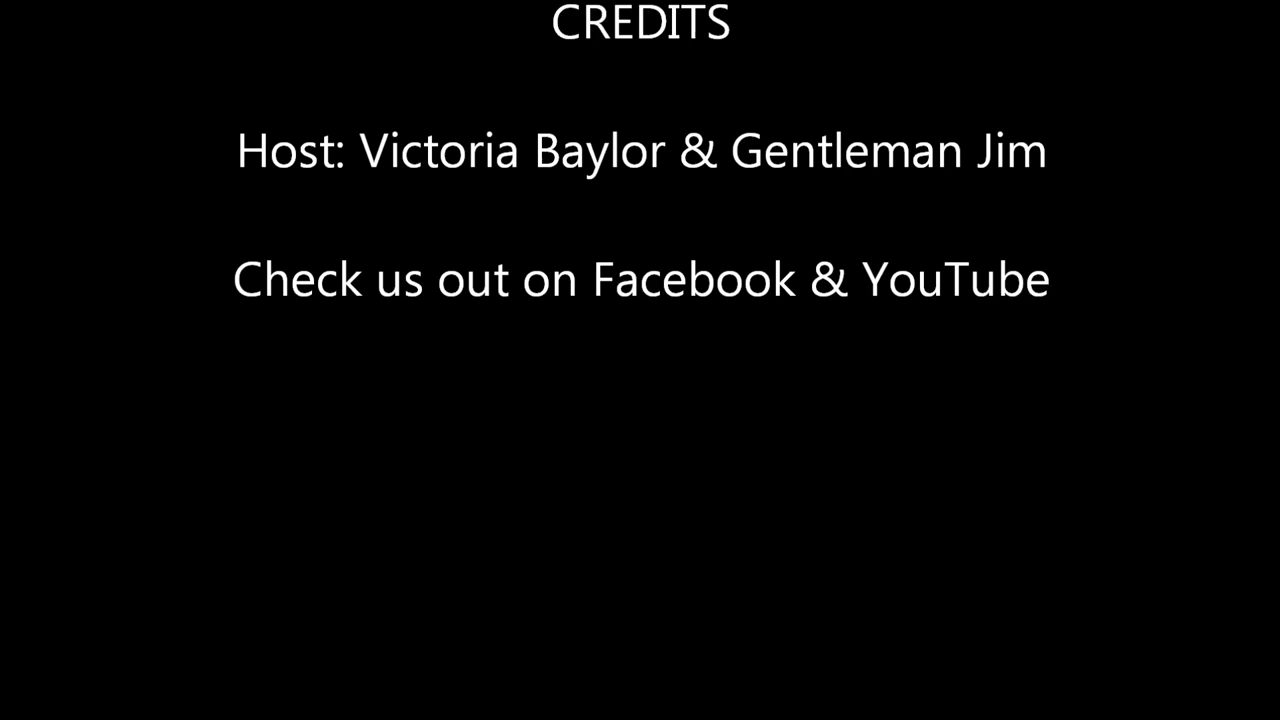 CREDITS
Host: Victoria Baylor & Gentleman Jim
Check us out on Facebook & YouTube